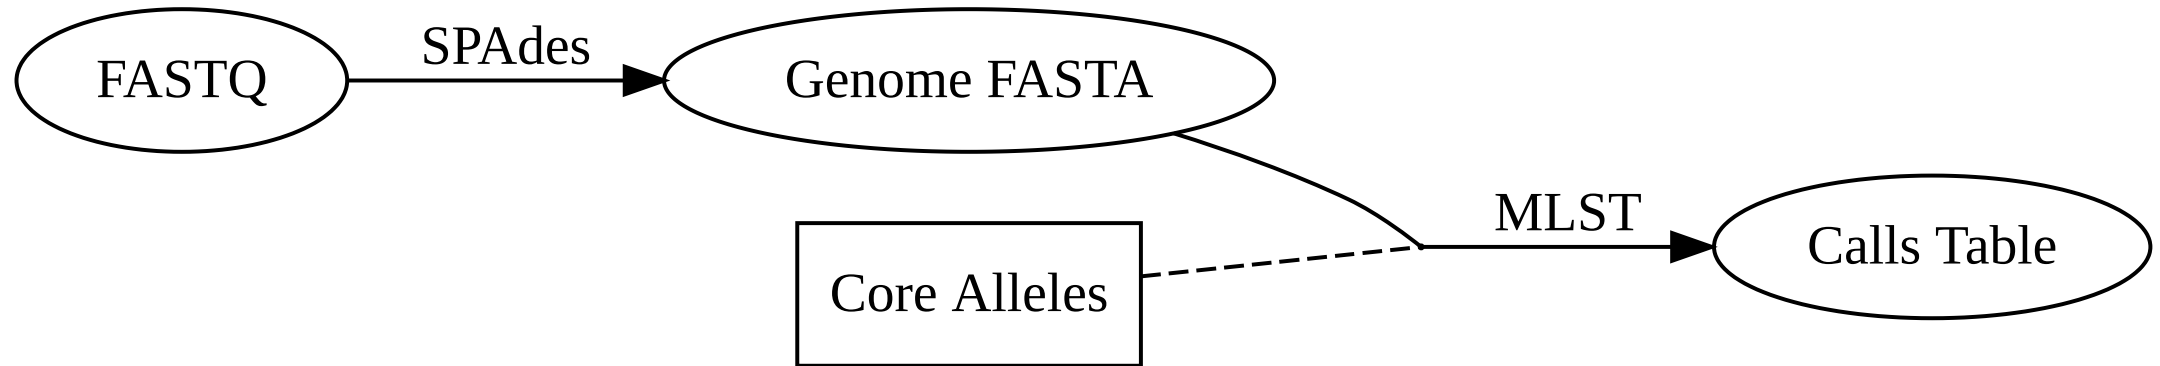 FASTQ
SPAdes
Genome FASTA
Core Alleles
MLST
Calls Table